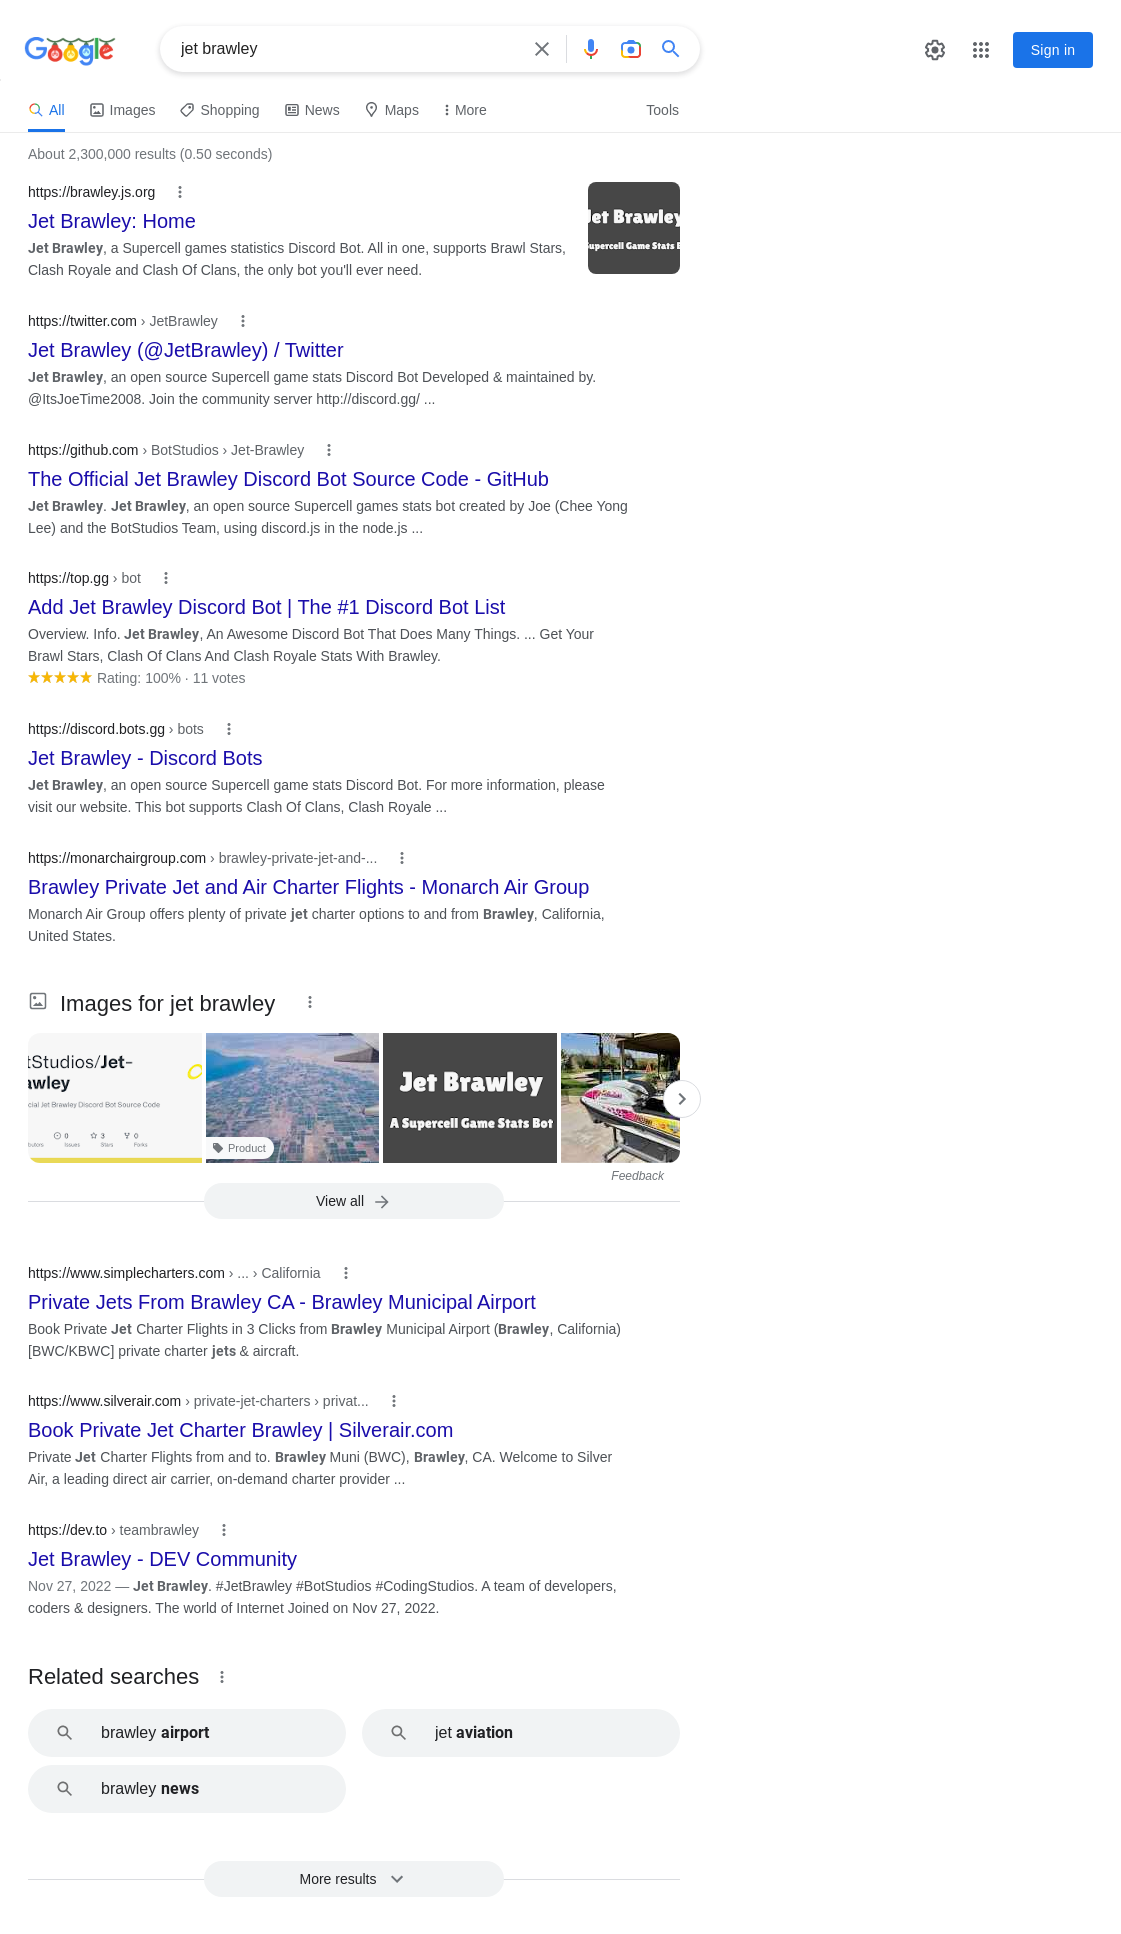 Google
jet brawley
Sign in
All
Images
Shopping
News
Maps
More
Tools
About 2,300,000 results (0.50 seconds)
https://brawley.js.org
Jet Brawley: Home
Jet Brawley, a Supercell games statistics Discord Bot. All in one, supports Brawl Stars,
Clash Royale and Clash Of Clans, the only bot you'll ever need.
Jet Brawley
Supercell Game Stats B
https://twitter.com › JetBrawley
Jet Brawley (@JetBrawley) / Twitter
Jet Brawley, an open source Supercell game stats Discord Bot Developed & maintained by.
@ItsJoeTime2008. Join the community server http://discord.gg/ ...
https://github.com › BotStudios › Jet-Brawley
The Official Jet Brawley Discord Bot Source Code - GitHub
Jet Brawley. Jet Brawley, an open source Supercell games stats bot created by Joe (Chee Yong
Lee) and the BotStudios Team, using discord.js in the node.js ...
https://top.gg › bot
Add Jet Brawley Discord Bot | The #1 Discord Bot List
Overview. Info. Jet Brawley, An Awesome Discord Bot That Does Many Things. ... Get Your
Brawl Stars, Clash Of Clans And Clash Royale Stats With Brawley.
Rating: 100% · 11 votes
https://discord.bots.gg › bots
Jet Brawley - Discord Bots
Jet Brawley, an open source Supercell game stats Discord Bot. For more information, please
visit our website. This bot supports Clash Of Clans, Clash Royale ...
https://monarchairgroup.com › brawley-private-jet-and-...
Brawley Private Jet and Air Charter Flights - Monarch Air Group
Monarch Air Group offers plenty of private jet charter options to and from Brawley, California,
United States.
Images for jet brawley
tStudios/Jet-
awley
cial Jet Brawley Discord Bot Source Code
0
3
0
butors
Issues
Stars
Forks
Product
Jet Brawley
A Supercell Game Stats Bot
Feedback
View all
https://www.simplecharters.com › ... › California
Private Jets From Brawley CA - Brawley Municipal Airport
Book Private Jet Charter Flights in 3 Clicks from Brawley Municipal Airport (Brawley, California)
[BWC/KBWC] private charter jets & aircraft.
https://www.silverair.com › private-jet-charters › privat...
Book Private Jet Charter Brawley | Silverair.com
Private Jet Charter Flights from and to. Brawley Muni (BWC), Brawley, CA. Welcome to Silver
Air, a leading direct air carrier, on-demand charter provider ...
https://dev.to › teambrawley
Jet Brawley - DEV Community
Nov 27, 2022 — Jet Brawley. #JetBrawley #BotStudios #CodingStudios. A team of developers,
coders & designers. The world of Internet Joined on Nov 27, 2022.
Related searches
brawley airport
jet aviation
brawley news
More results